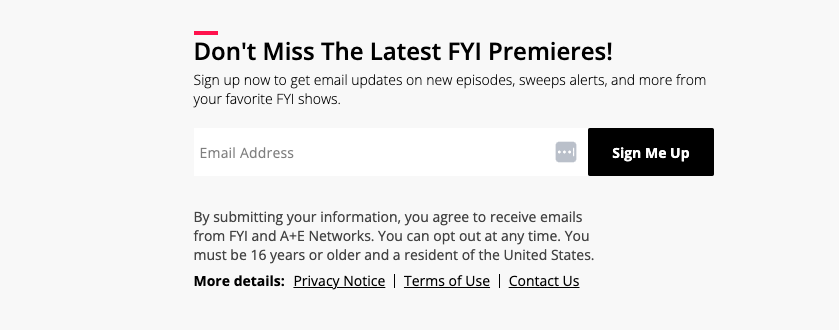 Don't Miss The Latest FYI Premieres!
Sign up now to get email updates on new episodes, sweeps alerts, and more from
your favorite FYI shows.
Email Address
Sign Me Up
By submitting your information, you agree to receive emails
from FYI and A+E Networks. You can opt out at any time. You
must be 16 years or older and a resident of the United States.
More details: Privacy Notice | Terms of Use | Contact Us